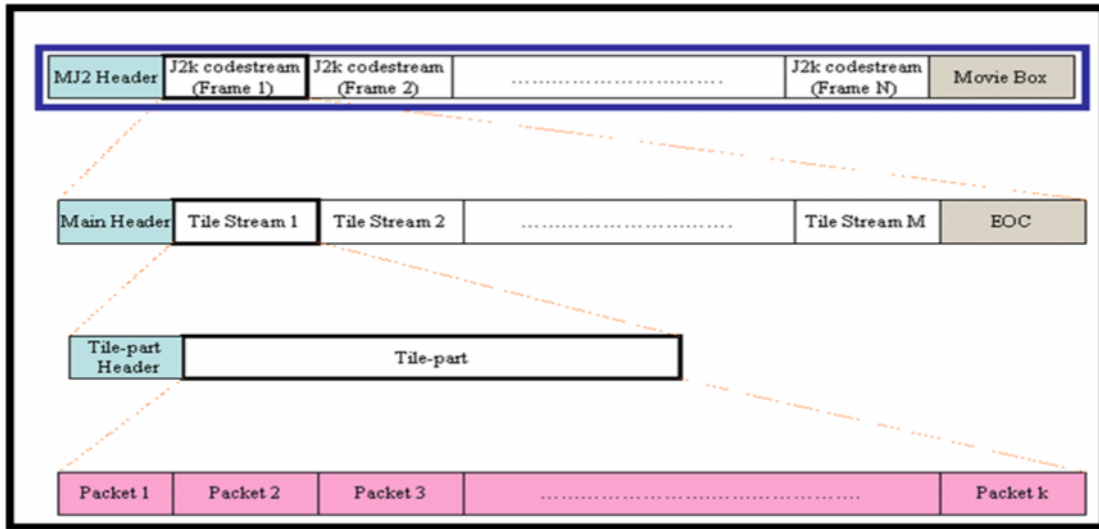 MJ2 Header
J2k codestream
(Frame 1)
J2k codestream
(Frame 2)
..............................
J2k codestream
(Frame N)
Movie Box
Main Header
Tile Stream 1
Tile Stream 2
..............................
Tile Stream M
EOC
Tile-part
Header
Tile-part
Packet 1
Packet 2
Packet 3
.............................................
Packet k